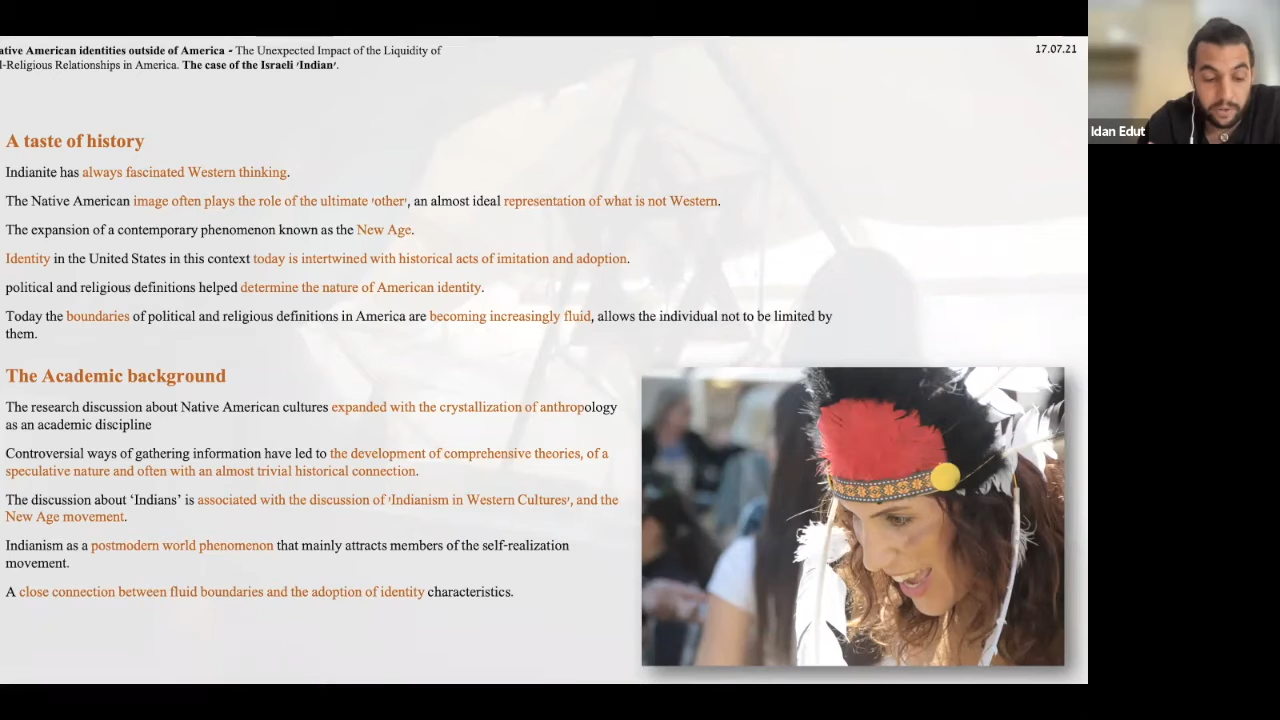 ative American identities outside of America - The Unexpected Impact of the Liquidity of
l-Religious Relationships in America. The case of the Israeli 'Indian'.
17.07.21
Idan Edut
A taste of history
Indianite has always fascinated Western thinking.
The Native American image often plays the role of the ultimate 'other', an almost ideal representation of what is not Western.
The expansion of a contemporary phenomenon known as the New Age.
Identity in the United States in this context today is intertwined with historical acts of imitation and adoption.
political and religious definitions helped determine the nature of American identity.
Today the boundaries of political and religious definitions in America are becoming increasingly fluid, allows the individual not to be limited by
them.
The Academic background
The research discussion about Native American cultures expanded with the crystallization of anthropology
as an academic discipline
Controversial ways of gathering information have led to the development of comprehensive theories, of a
speculative nature and often with an almost trivial historical connection.
The discussion about ‘Indians’ is associated with the discussion of 'Indianism in Western Cultures', and the
New Age movement.
Indianism as a postmodern world phenomenon that mainly attracts members of the self-realization
movement.
A close connection between fluid boundaries and the adoption of identity characteristics.